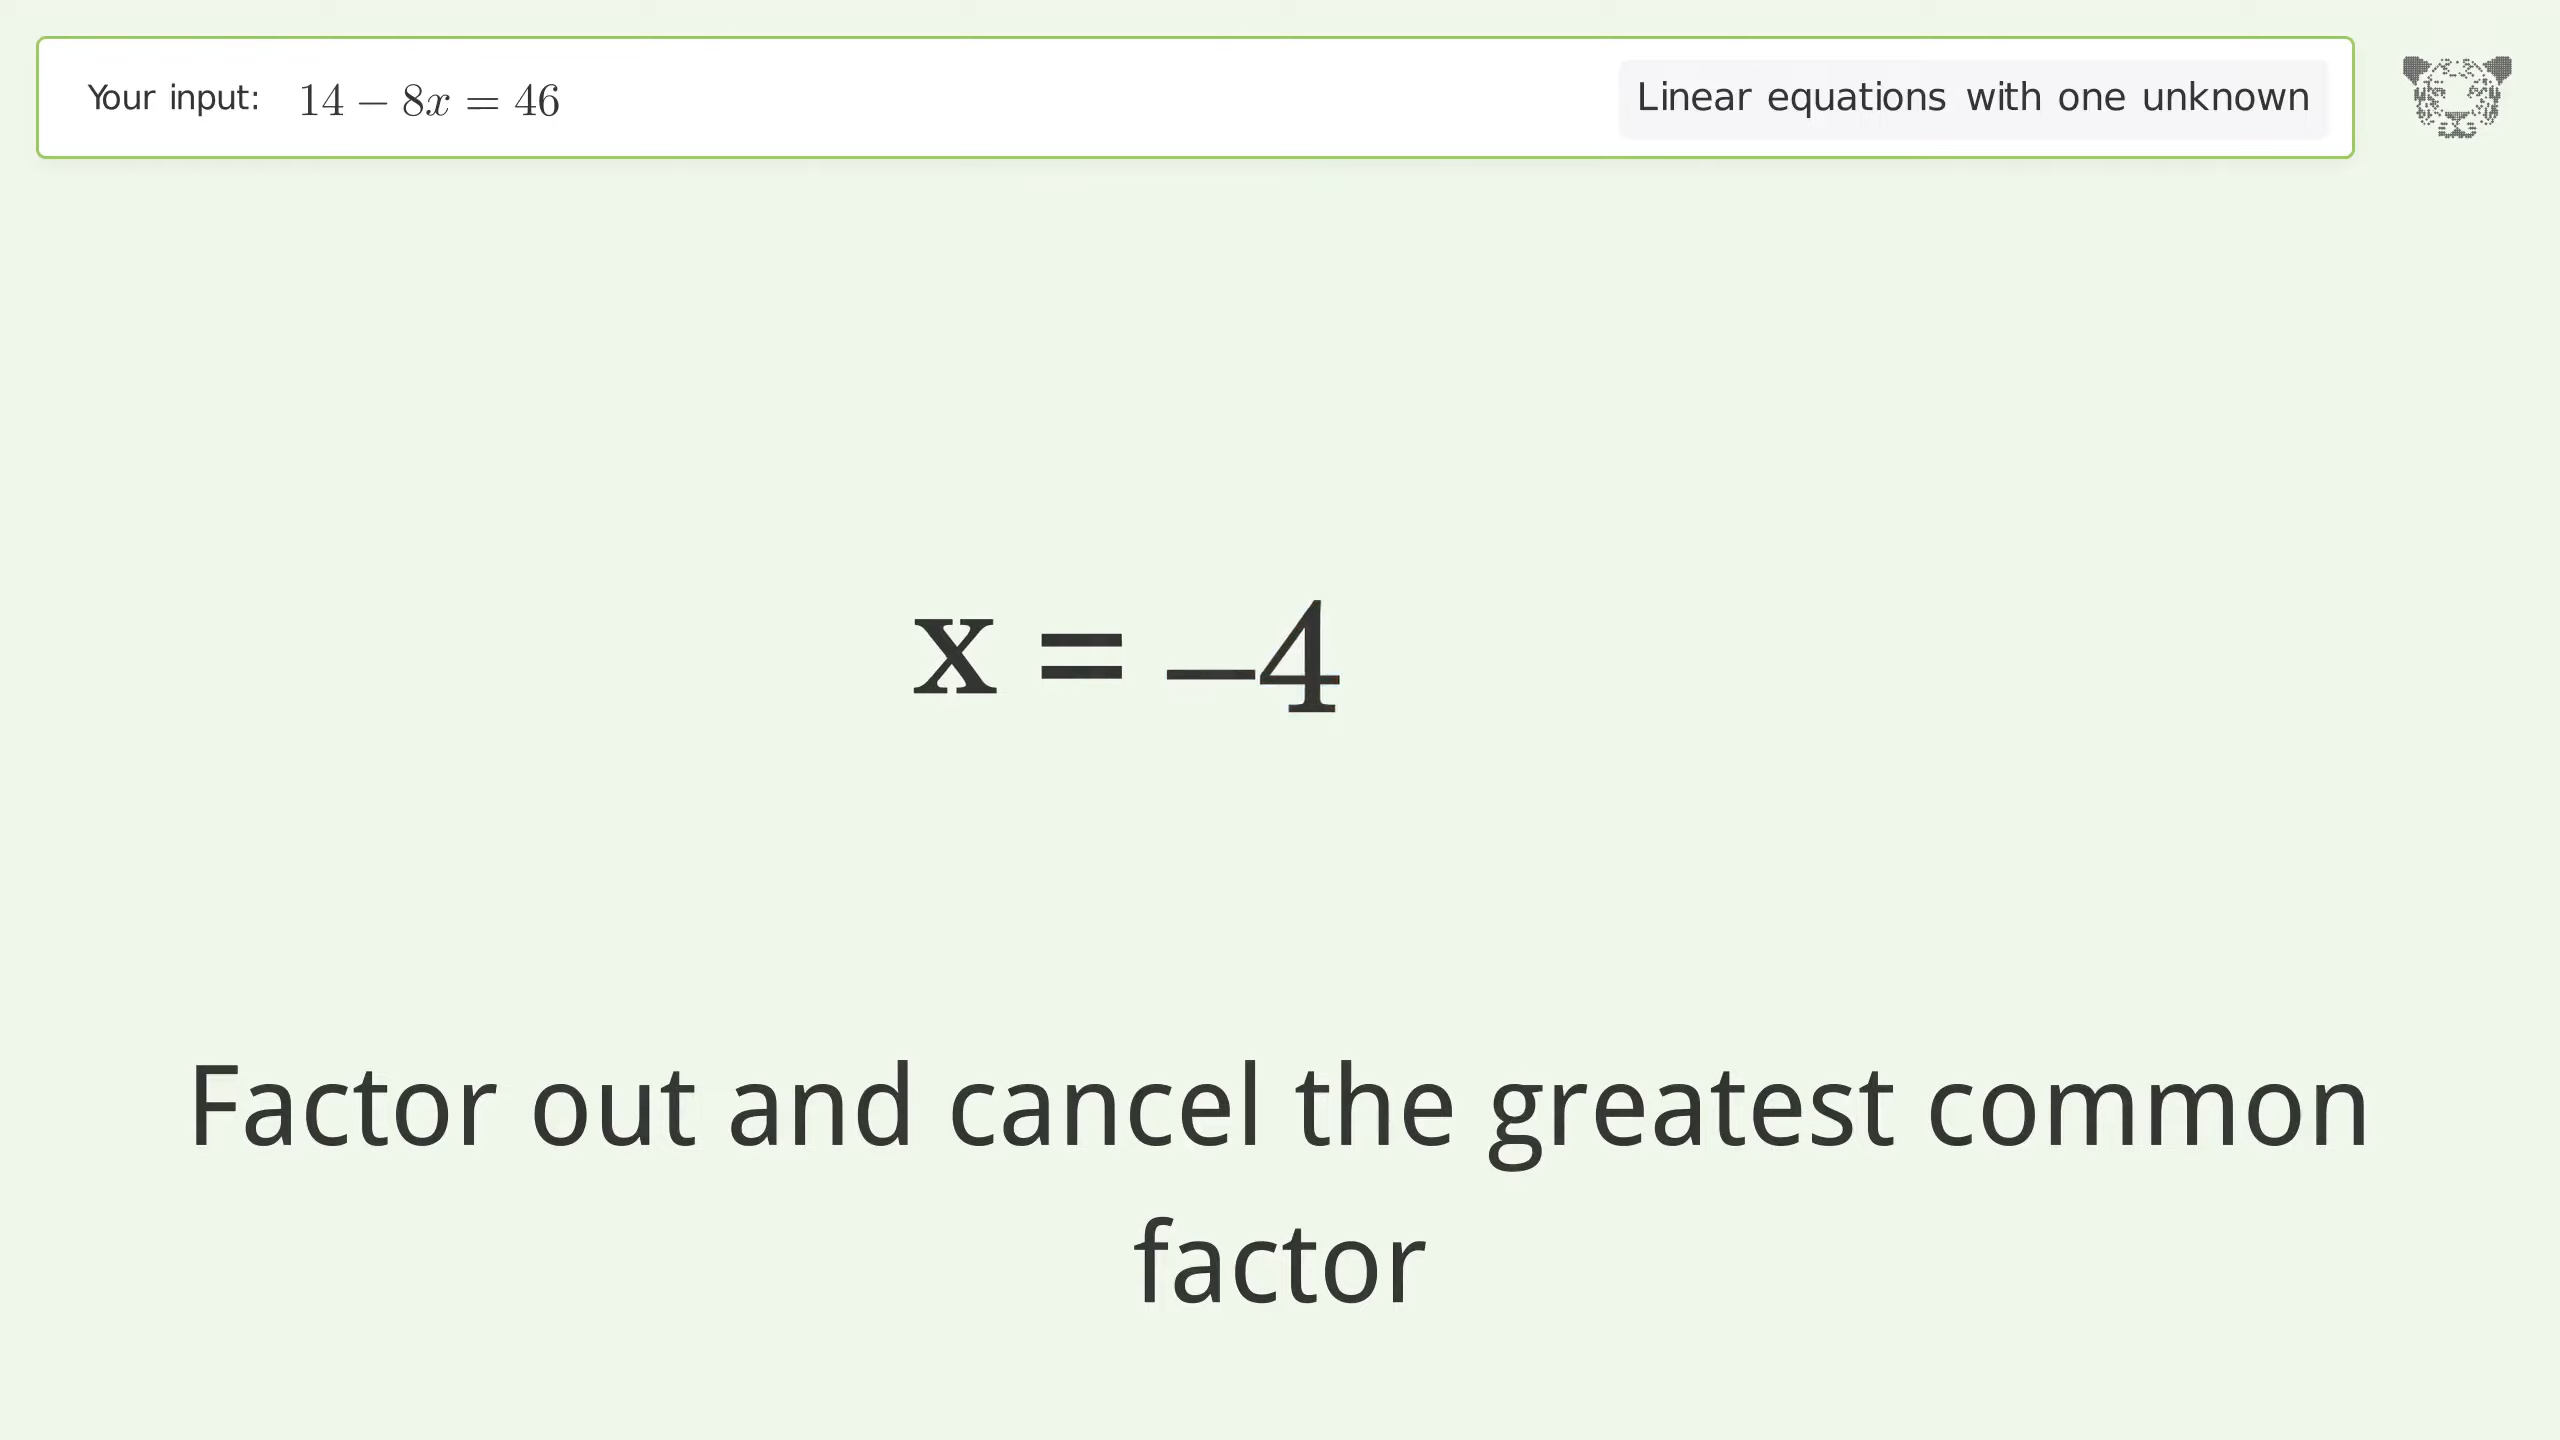 Your input: 14 − 8x = 46 Linear equations with one unknown
x = −4
Factor out and cancel the greatest common
factor